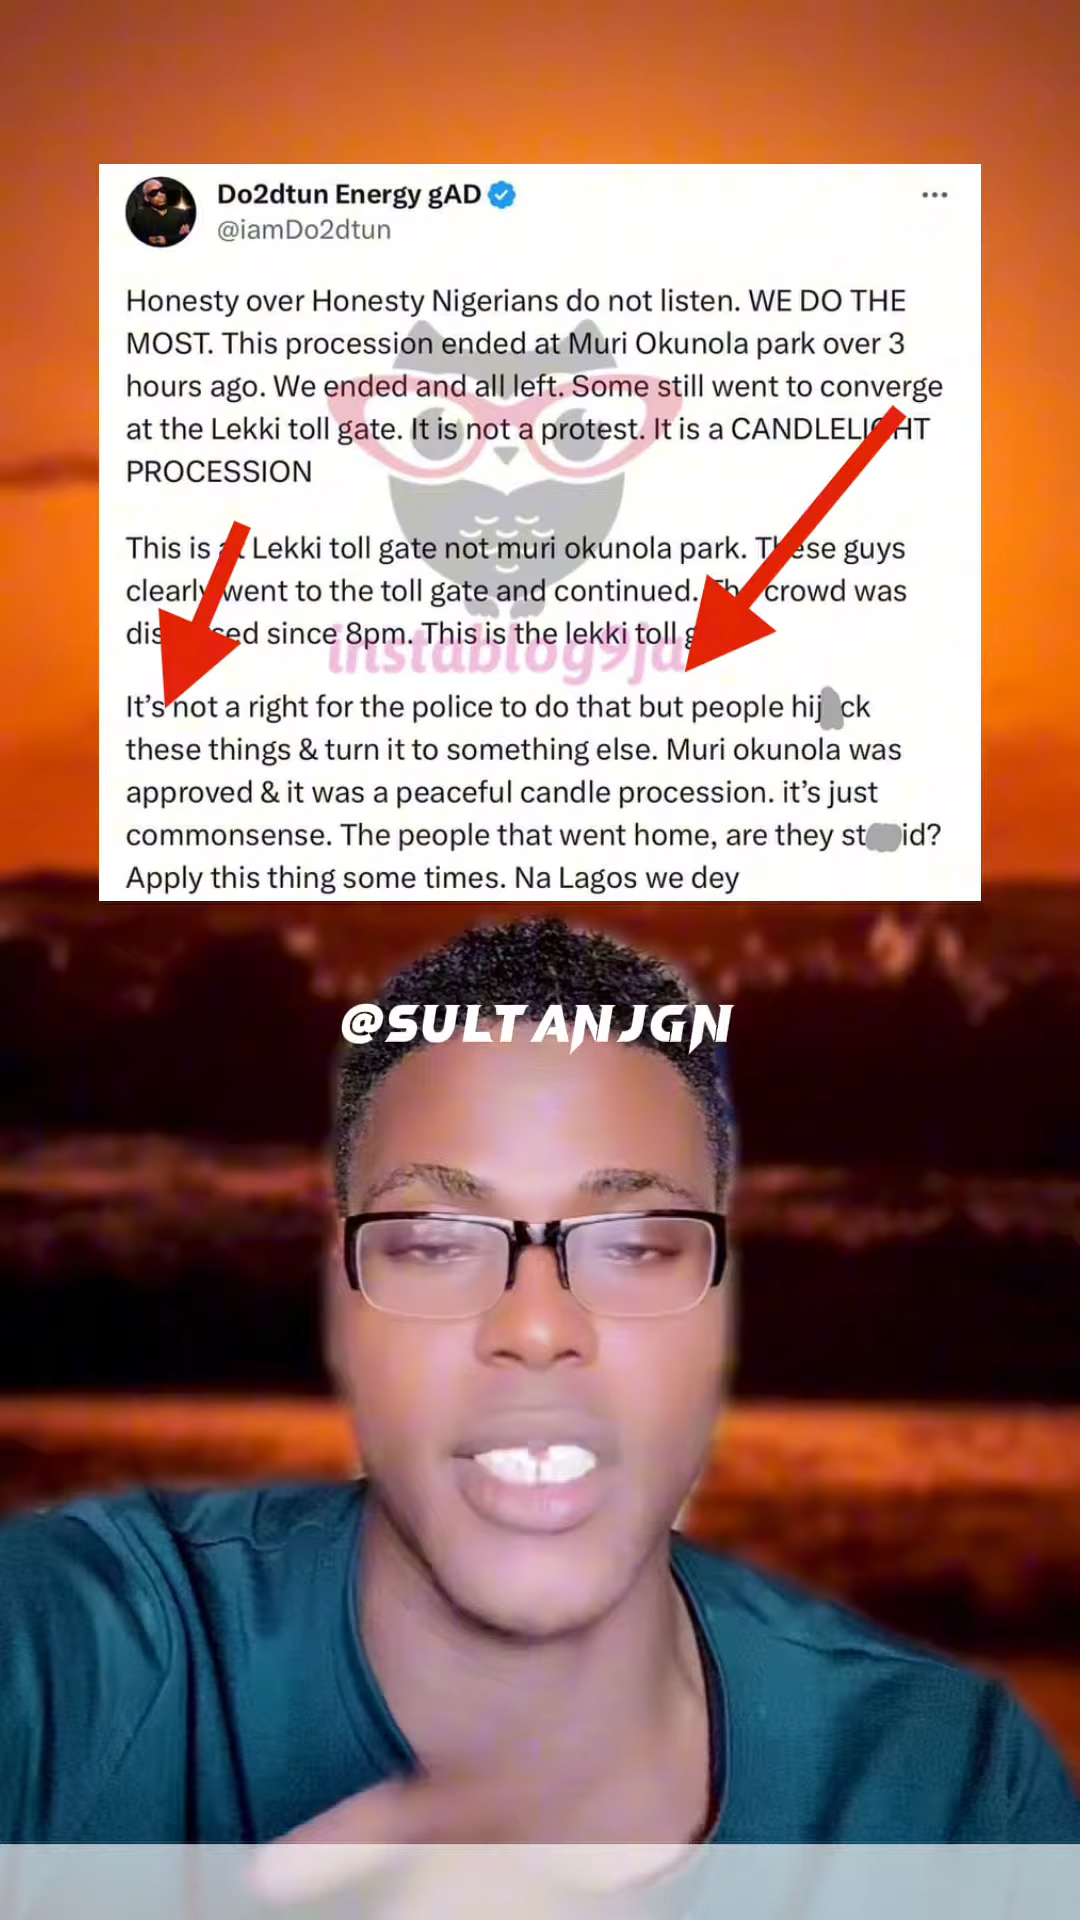 Do2dtun Energy gAD
@iamDo2dtun
Honesty over Honesty Nigerians do not listen. WE DO THE
MOST. This procession ended at Muri Okunola park over 3
hours ago. We ended and all left. Some still went to converge
at the Lekki toll gate. It is not a protest. It is a CANDLELIGHT
PROCESSION
This is Lekki toll gate not muri okunola park. These guys
clearly went to the toll gate and continued. The crowd was
since 8pm. This is the lekki toll
instablog9ja
It's not a right for the police to do that but people hij ck
these things & turn it to something else. Muri okunola was
approved & it was a peaceful candle procession. it's just
commonsense. The people that went home, are they st id?
Apply this thing some times. Na Lagos we dey
@SULTANJGN